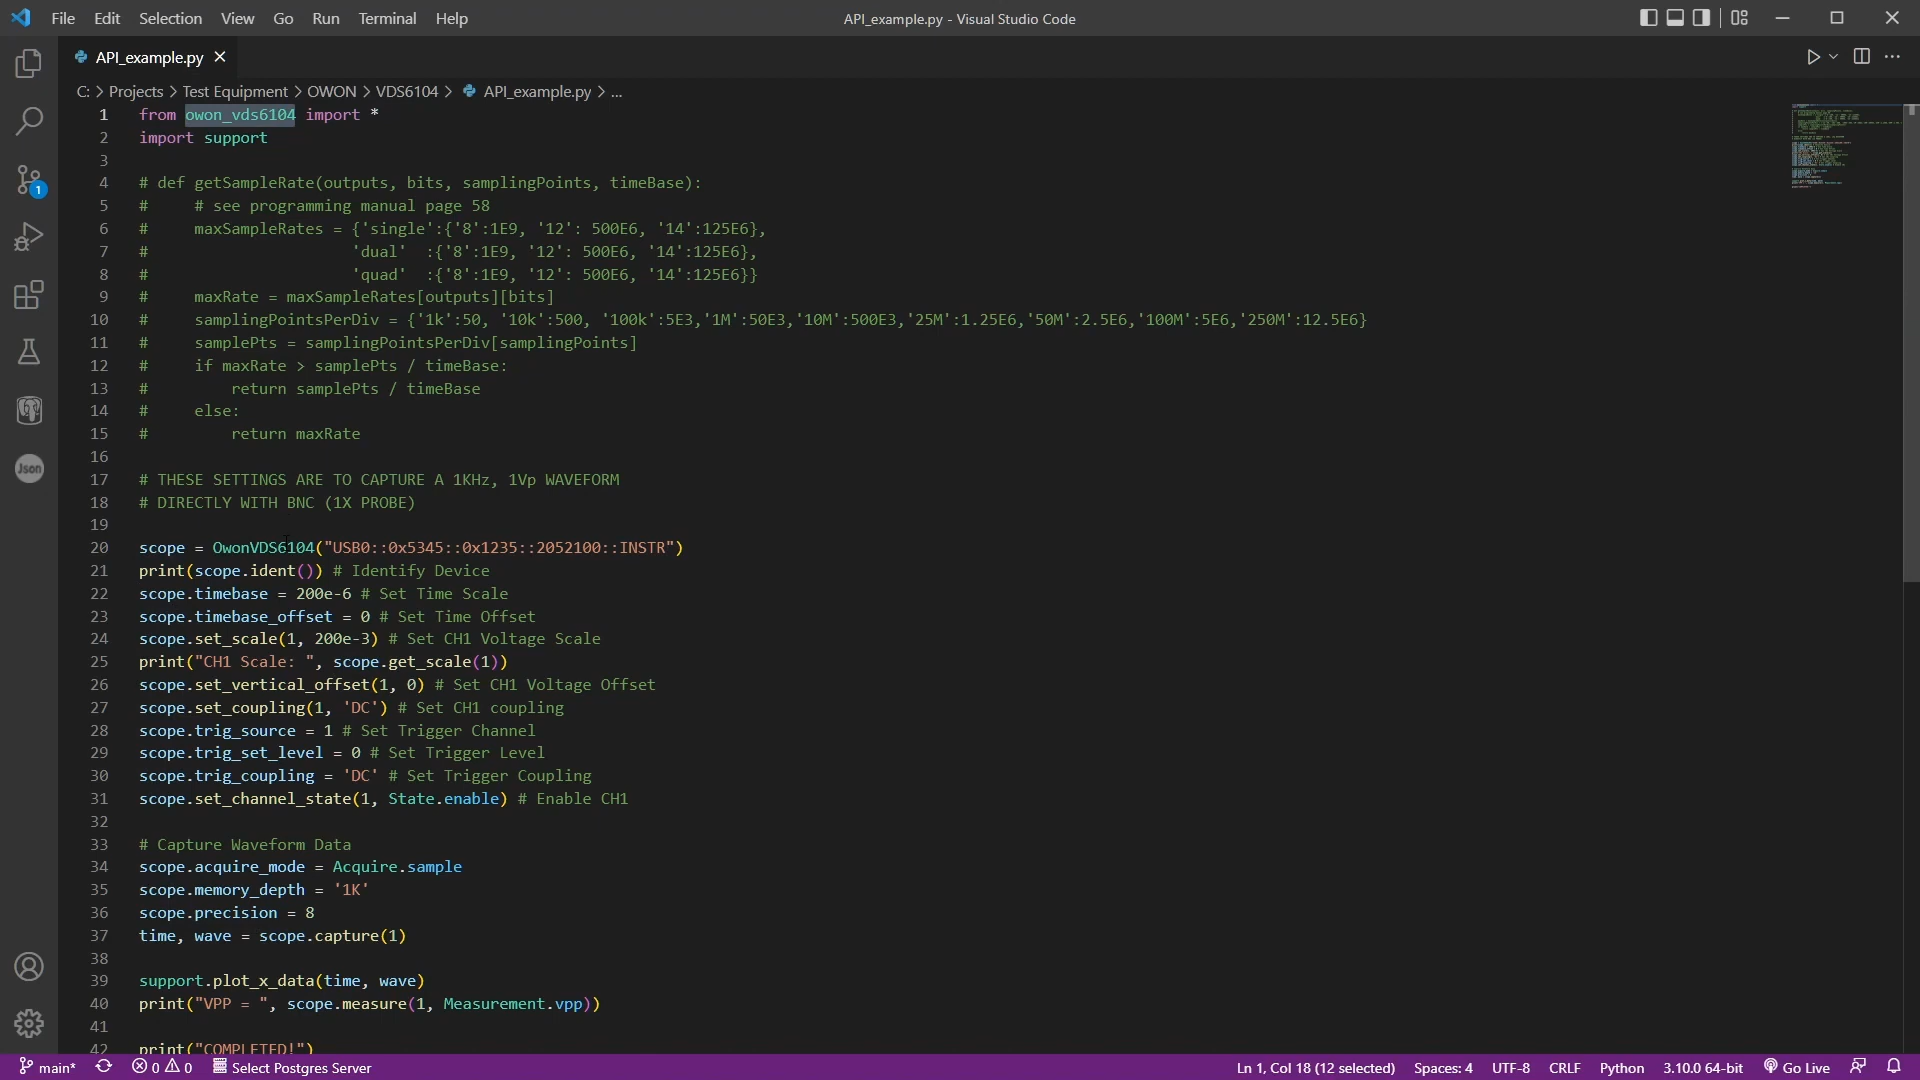 File Edit Selection View Go Run Terminal Help
API_example.py - Visual Studio Code
API_example.py
C: > Projects > Test Equipment > OWON > VDS6104 > API_example.py > ...
1 from owon_vds6104 import *
2 import support
3
4 # def getSampleRate(outputs, bits, samplingPoints, timeBase):
5 #     # see programming manual page 58
6 #     maxSampleRates = {'single':{'8':1E9, '12': 500E6, '14':125E6},
7 #                      'dual'  :{'8':1E9, '12': 500E6, '14':125E6},
8 #                      'quad'  :{'8':1E9, '12': 500E6, '14':125E6}}
9 #     maxRate = maxSampleRates[outputs][bits]
10 #     samplingPointsPerDiv = {'1k':50, '10k':500, '100k':5E3,'1M':50E3,'10M':500E3,'25M':1.25E6,'50M':2.5E6,'100M':5E6,'250M':12.5E6}
11 #     samplePts = samplingPointsPerDiv[samplingPoints]
12 #     if maxRate > samplePts / timeBase:
13 #         return samplePts / timeBase
14 #     else:
15 #         return maxRate
16
17 # THESE SETTINGS ARE TO CAPTURE A 1KHz, 1Vp WAVEFORM
18 # DIRECTLY WITH BNC (1X PROBE)
19
20 scope = OwonVDS6104("USB0::0x5345::0x1235::2052100::INSTR")
21 print(scope.ident()) # Identify Device
22 scope.timebase = 200e-6 # Set Time Scale
23 scope.timebase_offset = 0 # Set Time Offset
24 scope.set_scale(1, 200e-3) # Set CH1 Voltage Scale
25 print("CH1 Scale: ", scope.get_scale(1))
26 scope.set_vertical_offset(1, 0) # Set CH1 Voltage Offset
27 scope.set_coupling(1, 'DC') # Set CH1 coupling
28 scope.trig_source = 1 # Set Trigger Channel
29 scope.trig_set_level = 0 # Set Trigger Level
30 scope.trig_coupling = 'DC' # Set Trigger Coupling
31 scope.set_channel_state(1, State.enable) # Enable CH1
32
33 # Capture Waveform Data
34 scope.acquire_mode = Acquire.sample
35 scope.memory_depth = '1K'
36 scope.precision = 8
37 time, wave = scope.capture(1)
38
39 support.plot_x_data(time, wave)
40 print("VPP = ", scope.measure(1, Measurement.vpp))
41
42 print("COMPLETED!")
1
Json
main* 0 0 Select Postgres Server Ln 1, Col 18 (12 selected) Spaces: 4 UTF-8 CRLF Python 3.10.0 64-bit Go Live